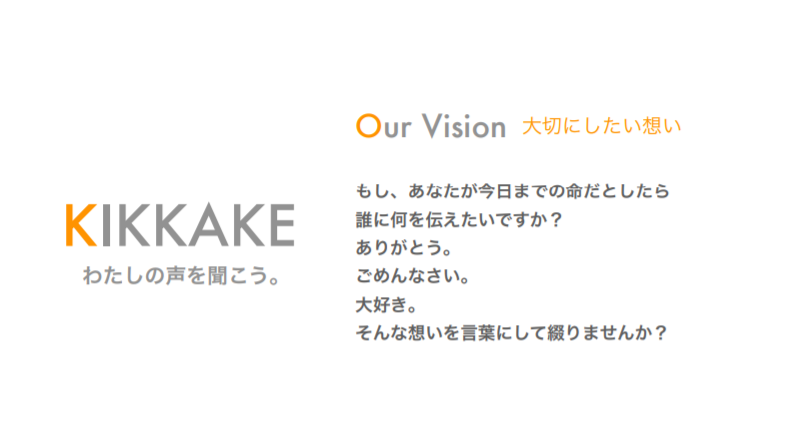 KIKKAKE
わたしの声を聞こう。
Our Vision 大切にしたい想い
もし、あなたが今日までの命だとしたら
誰に何を伝えたいですか？
ありがとう。
ごめんなさい。
大好き。
そんな想いを言葉にして綴りませんか？